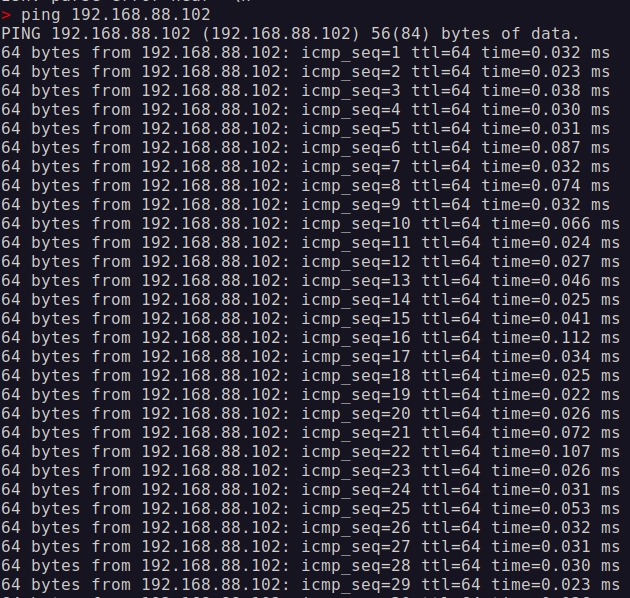 > ping 192.168.88.102
PING 192.168.88.102 (192.168.88.102) 56(84) bytes of data.
64 bytes from 192.168.88.102: icmp_seq=1 ttl=64 time=0.032 ms
64 bytes from 192.168.88.102: icmp_seq=2 ttl=64 time=0.023 ms
64 bytes from 192.168.88.102: icmp_seq=3 ttl=64 time=0.038 ms
64 bytes from 192.168.88.102: icmp_seq=4 ttl=64 time=0.030 ms
64 bytes from 192.168.88.102: icmp_seq=5 ttl=64 time=0.031 ms
64 bytes from 192.168.88.102: icmp_seq=6 ttl=64 time=0.087 ms
64 bytes from 192.168.88.102: icmp_seq=7 ttl=64 time=0.032 ms
64 bytes from 192.168.88.102: icmp_seq=8 ttl=64 time=0.074 ms
64 bytes from 192.168.88.102: icmp_seq=9 ttl=64 time=0.032 ms
64 bytes from 192.168.88.102: icmp_seq=10 ttl=64 time=0.066 ms
64 bytes from 192.168.88.102: icmp_seq=11 ttl=64 time=0.024 ms
64 bytes from 192.168.88.102: icmp_seq=12 ttl=64 time=0.027 ms
64 bytes from 192.168.88.102: icmp_seq=13 ttl=64 time=0.046 ms
64 bytes from 192.168.88.102: icmp_seq=14 ttl=64 time=0.025 ms
64 bytes from 192.168.88.102: icmp_seq=15 ttl=64 time=0.041 ms
64 bytes from 192.168.88.102: icmp_seq=16 ttl=64 time=0.112 ms
64 bytes from 192.168.88.102: icmp_seq=17 ttl=64 time=0.034 ms
64 bytes from 192.168.88.102: icmp_seq=18 ttl=64 time=0.025 ms
64 bytes from 192.168.88.102: icmp_seq=19 ttl=64 time=0.022 ms
64 bytes from 192.168.88.102: icmp_seq=20 ttl=64 time=0.026 ms
64 bytes from 192.168.88.102: icmp_seq=21 ttl=64 time=0.072 ms
64 bytes from 192.168.88.102: icmp_seq=22 ttl=64 time=0.107 ms
64 bytes from 192.168.88.102: icmp_seq=23 ttl=64 time=0.026 ms
64 bytes from 192.168.88.102: icmp_seq=24 ttl=64 time=0.031 ms
64 bytes from 192.168.88.102: icmp_seq=25 ttl=64 time=0.053 ms
64 bytes from 192.168.88.102: icmp_seq=26 ttl=64 time=0.032 ms
64 bytes from 192.168.88.102: icmp_seq=27 ttl=64 time=0.031 ms
64 bytes from 192.168.88.102: icmp_seq=28 ttl=64 time=0.030 ms
64 bytes from 192.168.88.102: icmp_seq=29 ttl=64 time=0.023 ms